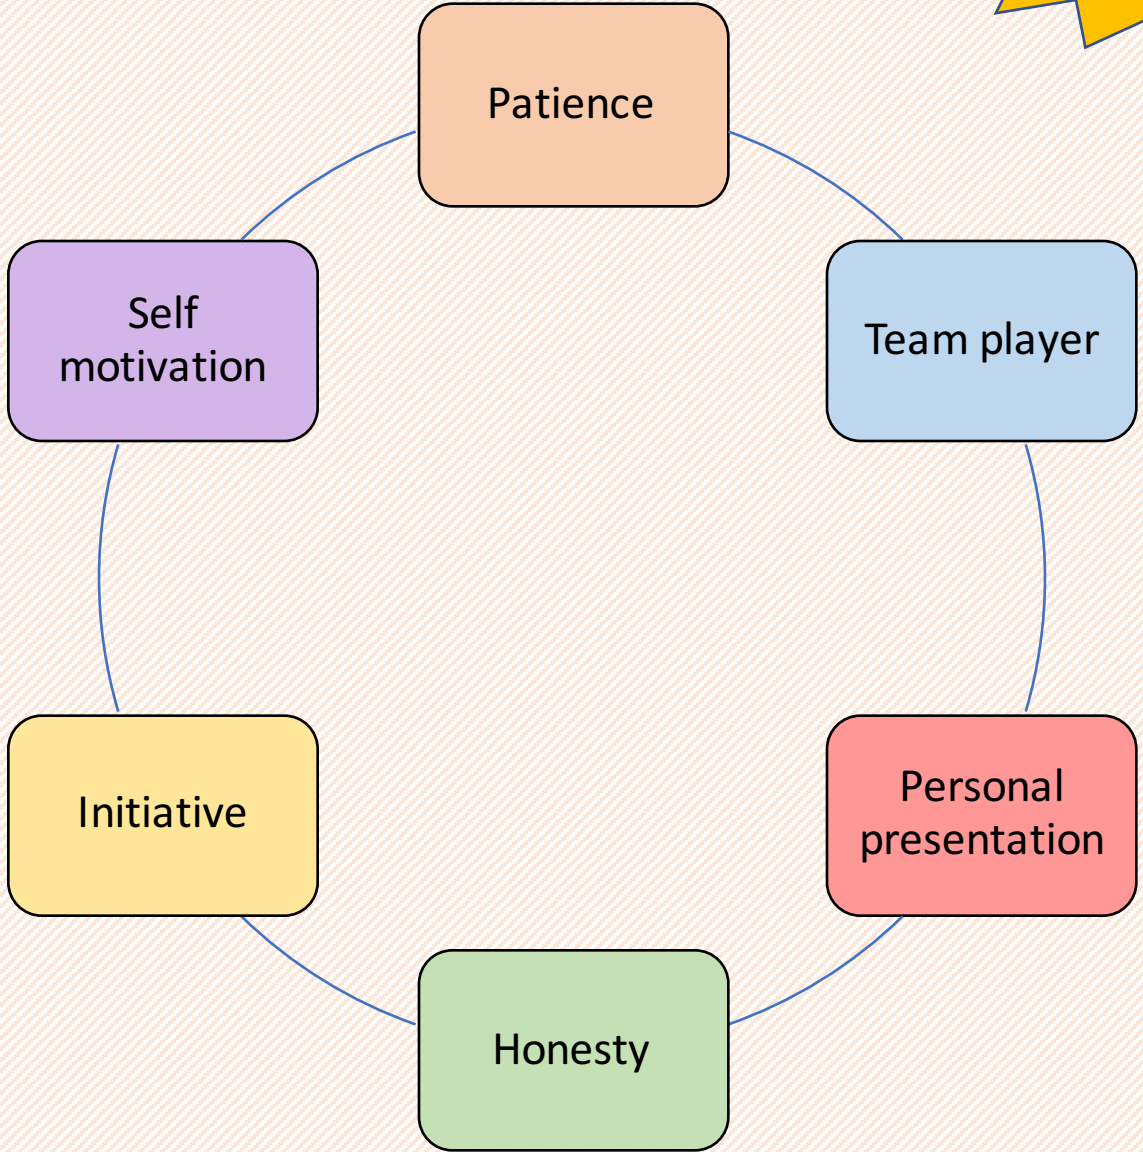 Patience
Team player
Personal
presentation
Honesty
Initiative
Self
motivation